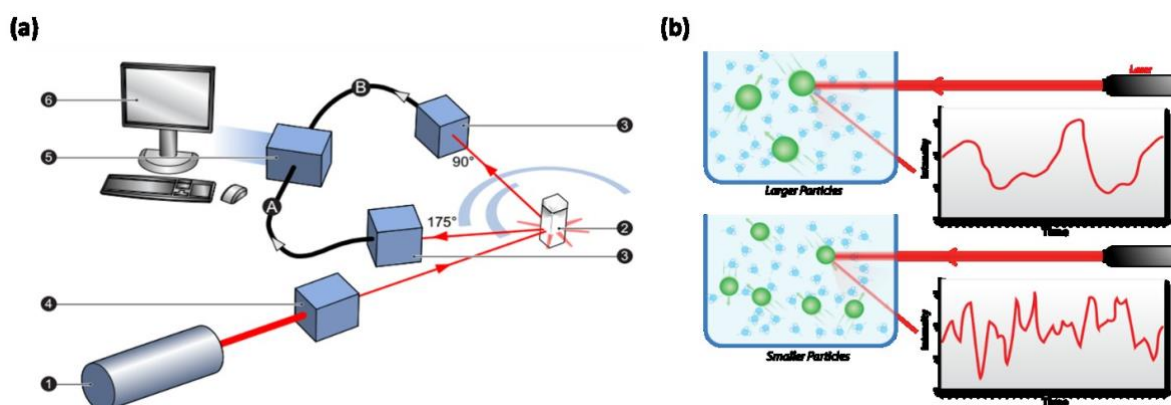 (a)
6
5
B
3
90°
A
175°
2
3
4
1
(b)
Laser
Intensity
Larger Particles
Time
Intensity
Smaller Particles
Time